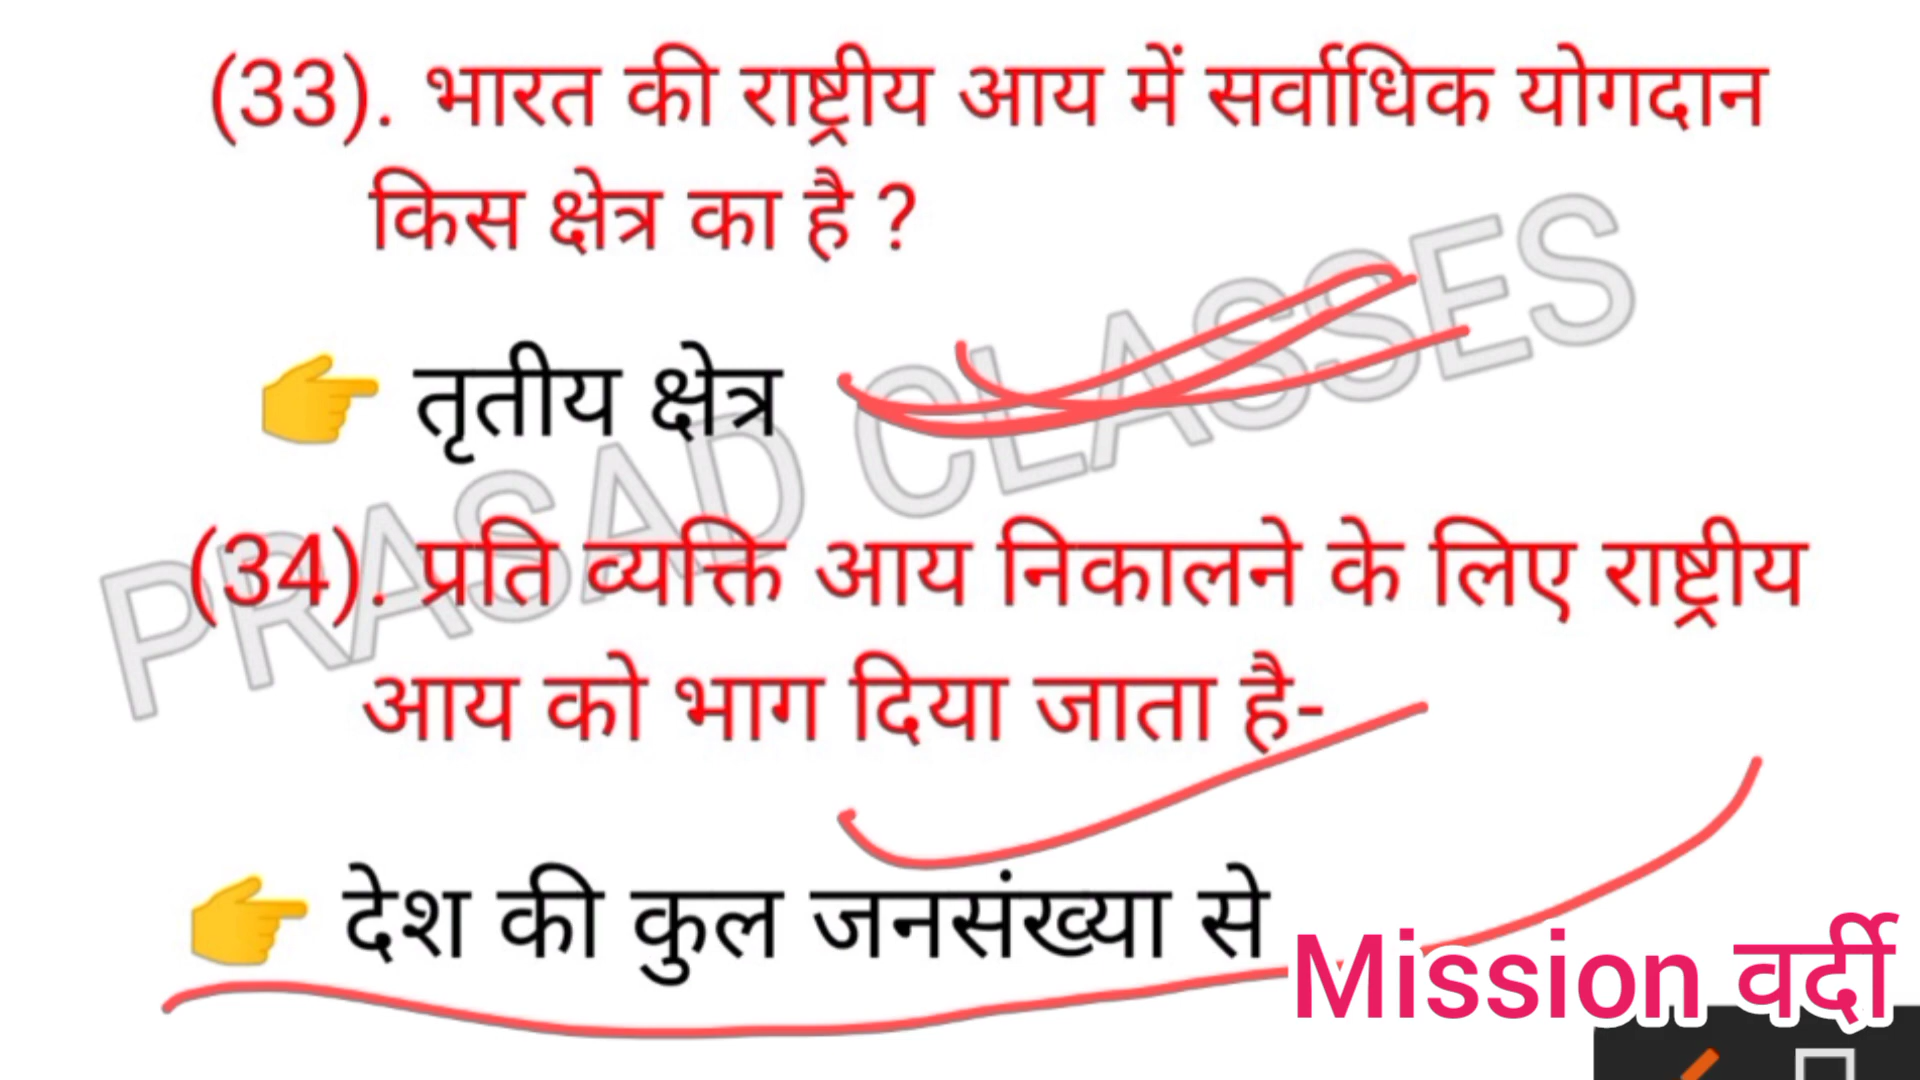 (33). भारत की राष्ट्रीय आय में सर्वाधिक योगदान
किस क्षेत्र का है ?
👉 तृतीय क्षेत्र
PRASAD CLASSES
(34). प्रति व्यक्ति आय निकालने के लिए राष्ट्रीय
आय को भाग दिया जाता है-
👉 देश की कुल जनसंख्या से
Mission वर्दी